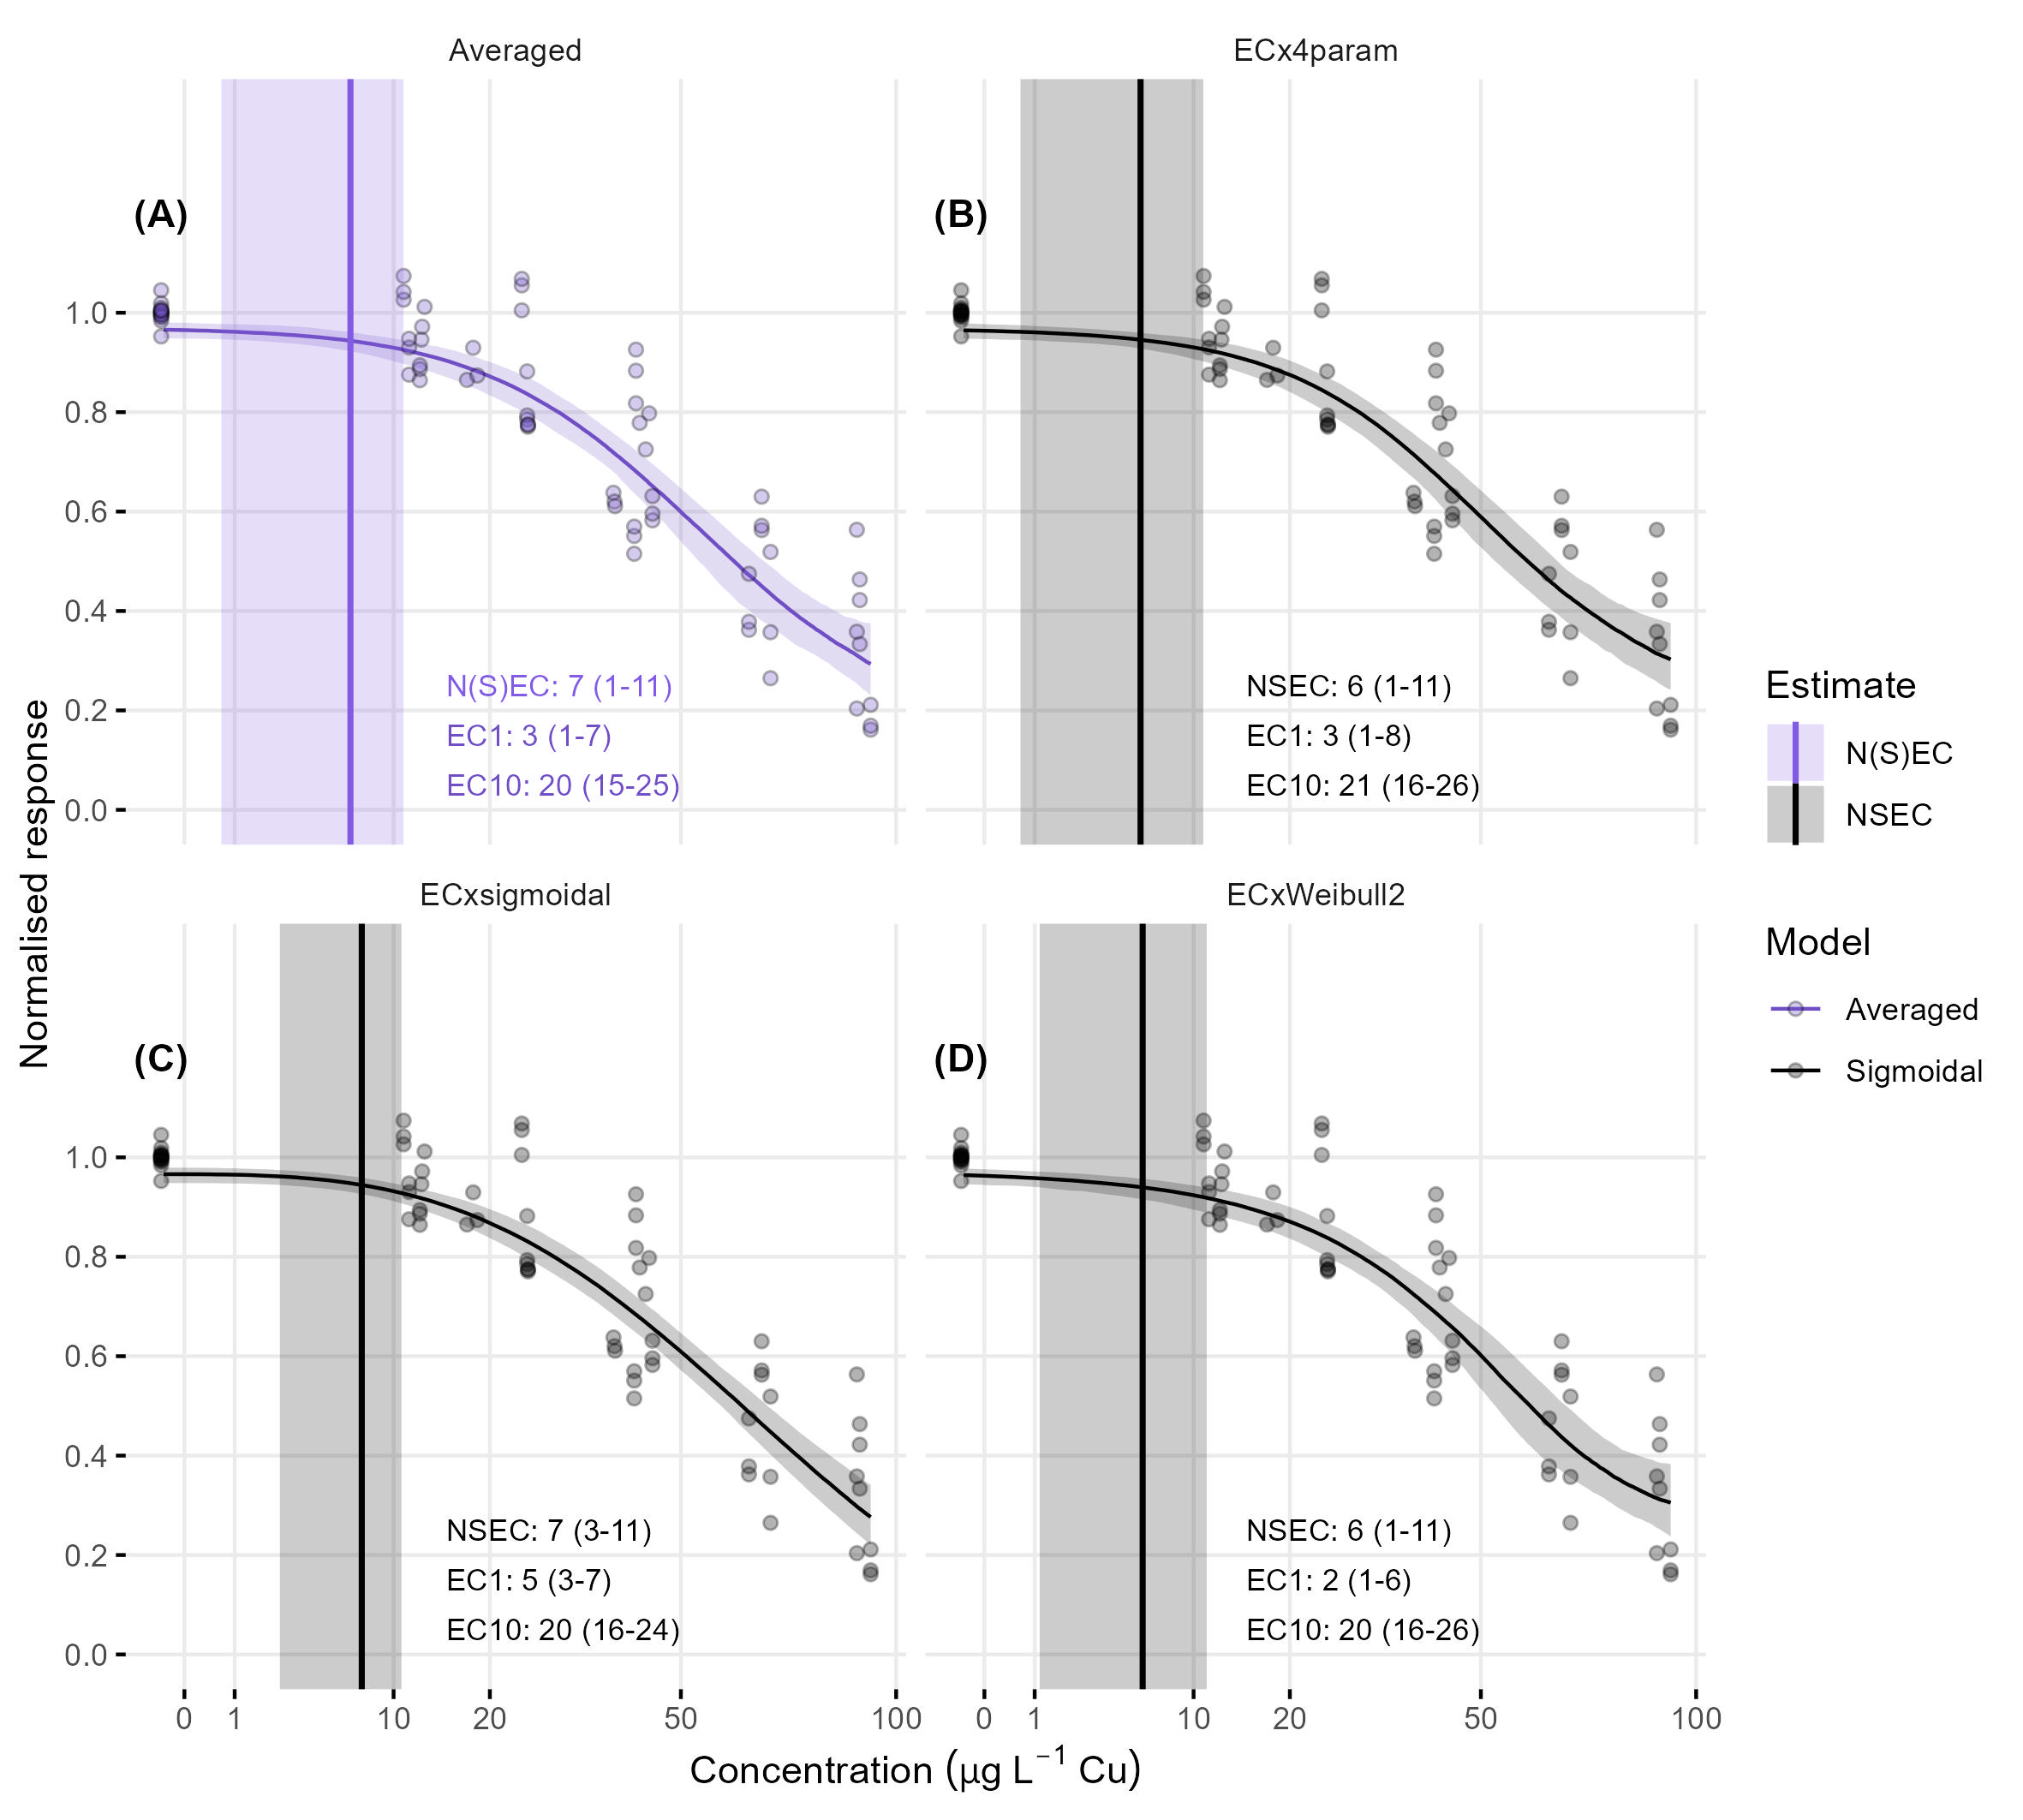 Averaged
ECx4param
(A)
(B)
1.0
0.8
0.6
0.4
0.2
0.0
N(S)EC: 7 (1-11)
EC1: 3 (1-7)
EC10: 20 (15-25)
NSEC: 6 (1-11)
EC1: 3 (1-8)
EC10: 21 (16-26)
Normalised response
ECxsigmoidal
ECxWeibull2
(C)
(D)
1.0
0.8
0.6
0.4
0.2
0.0
NSEC: 7 (3-11)
EC1: 5 (3-7)
EC10: 20 (16-24)
NSEC: 6 (1-11)
EC1: 2 (1-6)
EC10: 20 (16-26)
0 1 10 20 50 100
0 1 10 20 50 100
Concentration (µg L⁻¹ Cu)
Estimate
N(S)EC
NSEC
Model
Averaged
Sigmoidal